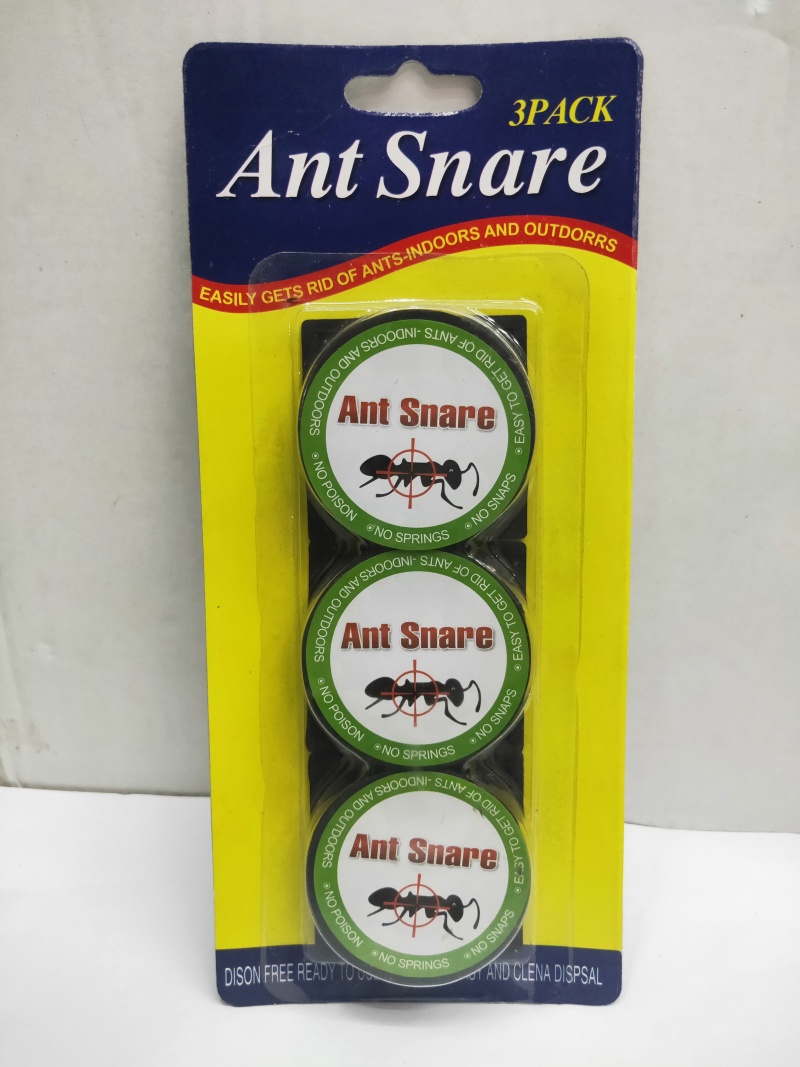 3PACK
Ant Snare
EASILY GETS RID OF ANTS-INDOORS AND OUTDORRS
EASY TO GET RID OF ANTS-INDOORS AND OUTDOORS
Ant Snare
NO POISON
NO SPRINGS
NO SNAPS
EASY TO GET RID OF ANTS-INDOORS AND OUTDOORS
Ant Snare
NO POISON
NO SPRINGS
NO SNAPS
EASY TO GET RID OF ANTS-INDOORS AND OUTDOORS
Ant Snare
NO POISON
NO SPRINGS
NO SNAPS
DISON FREE READY TO AND CLENA DISPSAL